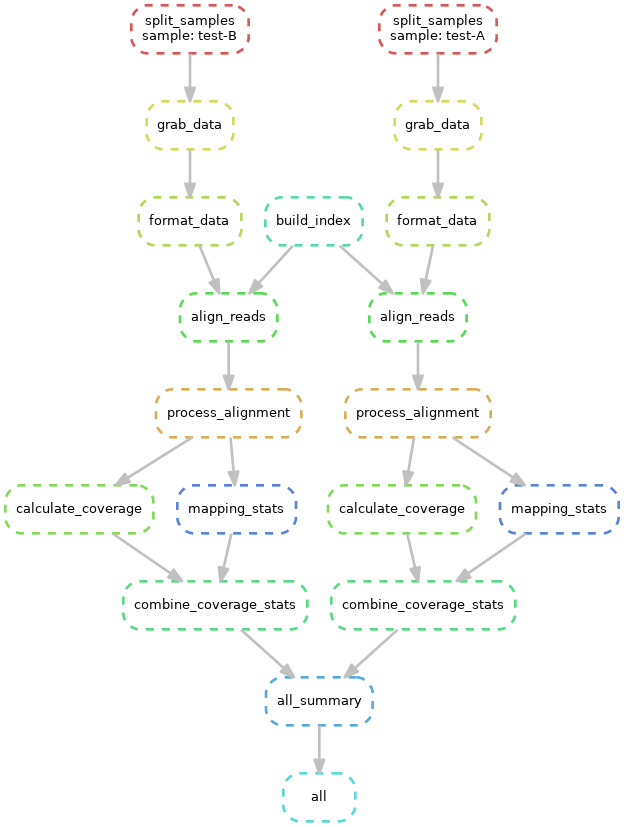 split_samples
sample: test-B
split_samples
sample: test-A
grab_data
grab_data
format_data
build_index
format_data
align_reads
align_reads
process_alignment
process_alignment
calculate_coverage
mapping_stats
calculate_coverage
mapping_stats
combine_coverage_stats
combine_coverage_stats
all_summary
all